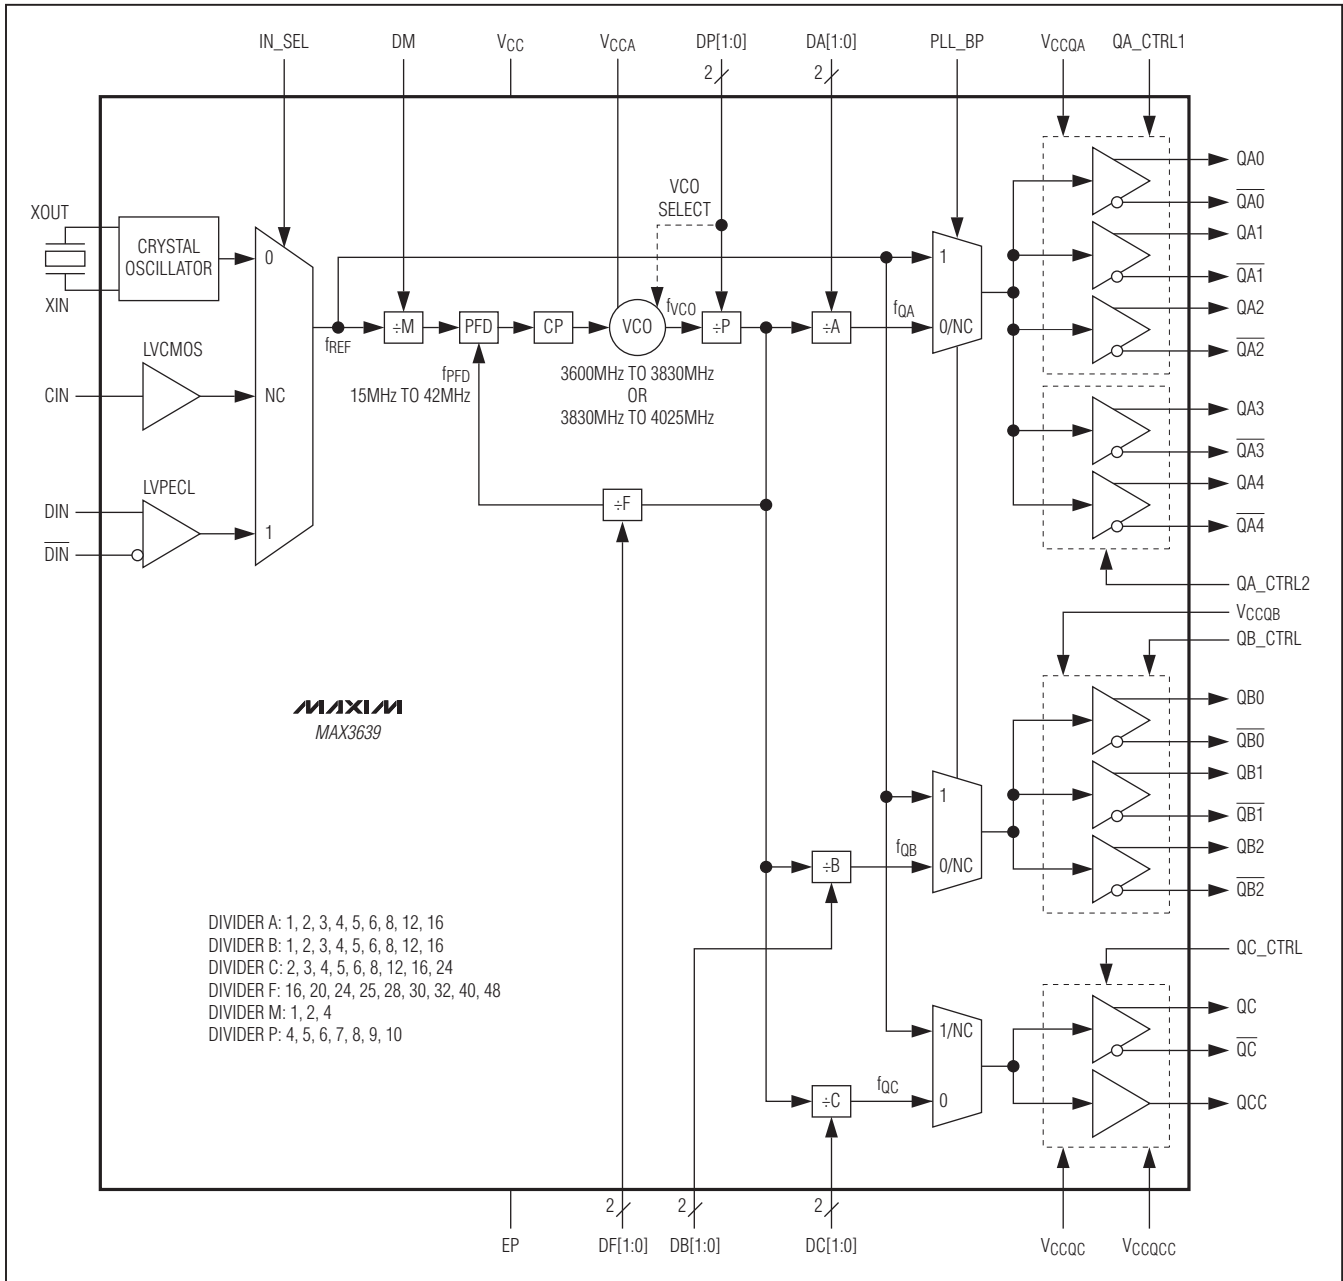 IN_SEL
DM
VCC
VCCA
DP[1:0]
DA[1:0]
PLL_BP
VCCQA
QA_CTRL1
2
2
QA0
QA0
VCO
SELECT
XOUT
CRYSTAL
OSCILLATOR
0
1
QA1
QA1
XIN
fVCO
fQA
QA2
÷M
PFD
CP
VCO
÷P
÷A
0/NC
fREF
LVCMOS
QA2
fPFD
15MHz TO 42MHz
3600MHz TO 3830MHz
OR
3830MHz TO 4025MHz
CIN
NC
QA3
QA3
LVPECL
QA4
DIN
÷F
1
QA4
DIN
QA_CTRL2
VCCQB
QB_CTRL
MAXIM
MAX3639
QB0
QB0
QB1
1
QB1
fQB
QB2
÷B
0/NC
QB2
DIVIDER A: 1, 2, 3, 4, 5, 6, 8, 12, 16
DIVIDER B: 1, 2, 3, 4, 5, 6, 8, 12, 16
DIVIDER C: 2, 3, 4, 5, 6, 8, 12, 16, 24
DIVIDER F: 16, 20, 24, 25, 28, 30, 32, 40, 48
DIVIDER M: 1, 2, 4
DIVIDER P: 4, 5, 6, 7, 8, 9, 10
QC_CTRL
QC
1/NC
QC
fQC
÷C
0
QCC
2
2
2
EP
DF[1:0]
DB[1:0]
DC[1:0]
VCCQC
VCCQCC